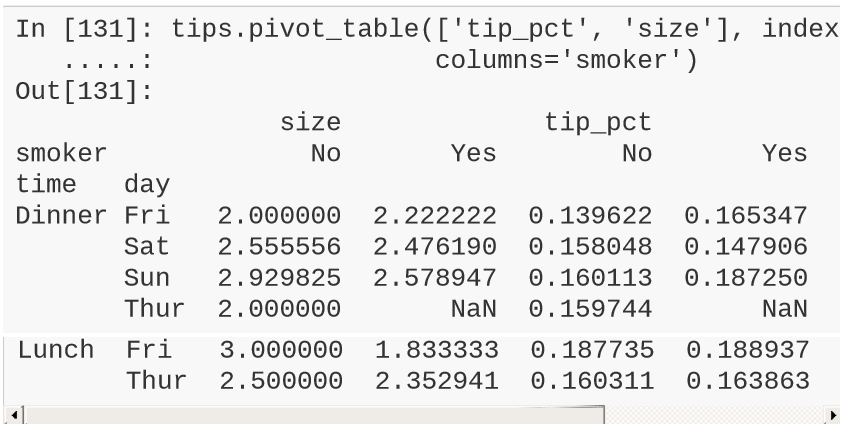 In [131]: tips.pivot_table(['tip_pct', 'size'], index
   .....:                  columns='smoker')
Out[131]:
                 size             tip_pct
smoker             No       Yes        No       Yes
time   day
Dinner Fri   2.000000  2.222222  0.139622  0.165347
       Sat   2.555556  2.476190  0.158048  0.147906
       Sun   2.929825  2.578947  0.160113  0.187250
       Thur  2.000000       NaN  0.159744       NaN
Lunch  Fri   3.000000  1.833333  0.187735  0.188937
       Thur  2.500000  2.352941  0.160311  0.163863